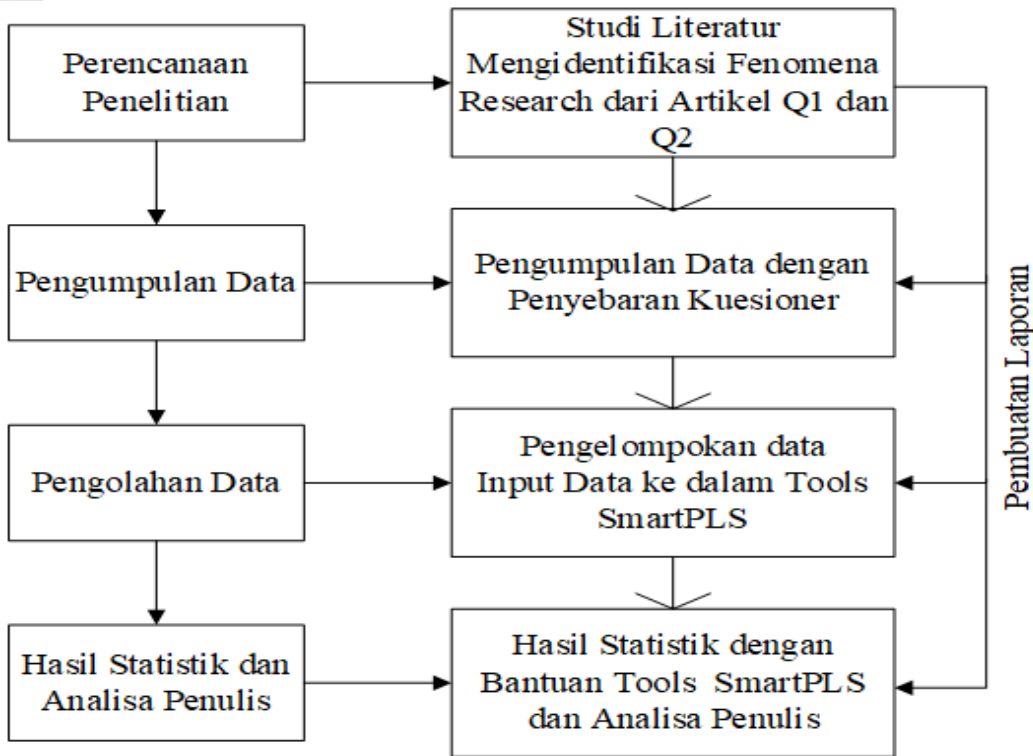 Perencanaan
Penelitian
Studi Literatur
Mengidentifikasi Fenomena
Research dari Artikel Q1 dan
Q2
Pengumpulan Data
Pengumpulan Data dengan
Penyebaran Kuesioner
Pengolahan Data
Pengelompokan data
Input Data ke dalam Tools
SmartPLS
Hasil Statistik dan
Analisa Penulis
Hasil Statistik dengan
Bantuan Tools SmartPLS
dan Analisa Penulis
Pembuatan Laporan